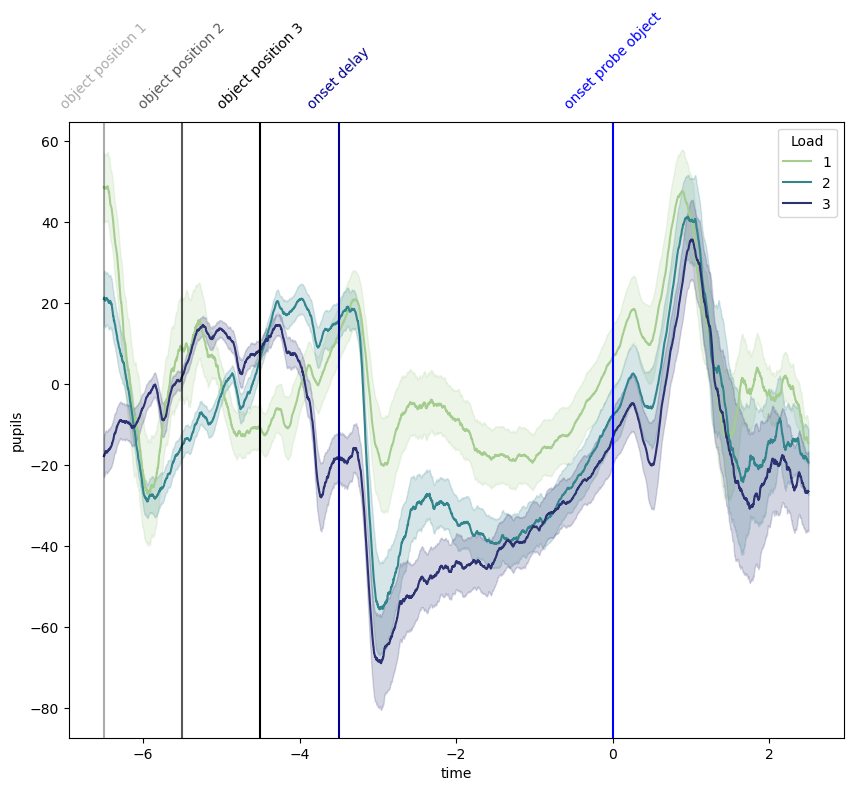 object position 1
object position 2
object position 3
onset delay
onset probe object
60
40
20
0
−20
−40
−60
−80
pupils
Load
1
2
3
−6
−4
−2
0
2
time